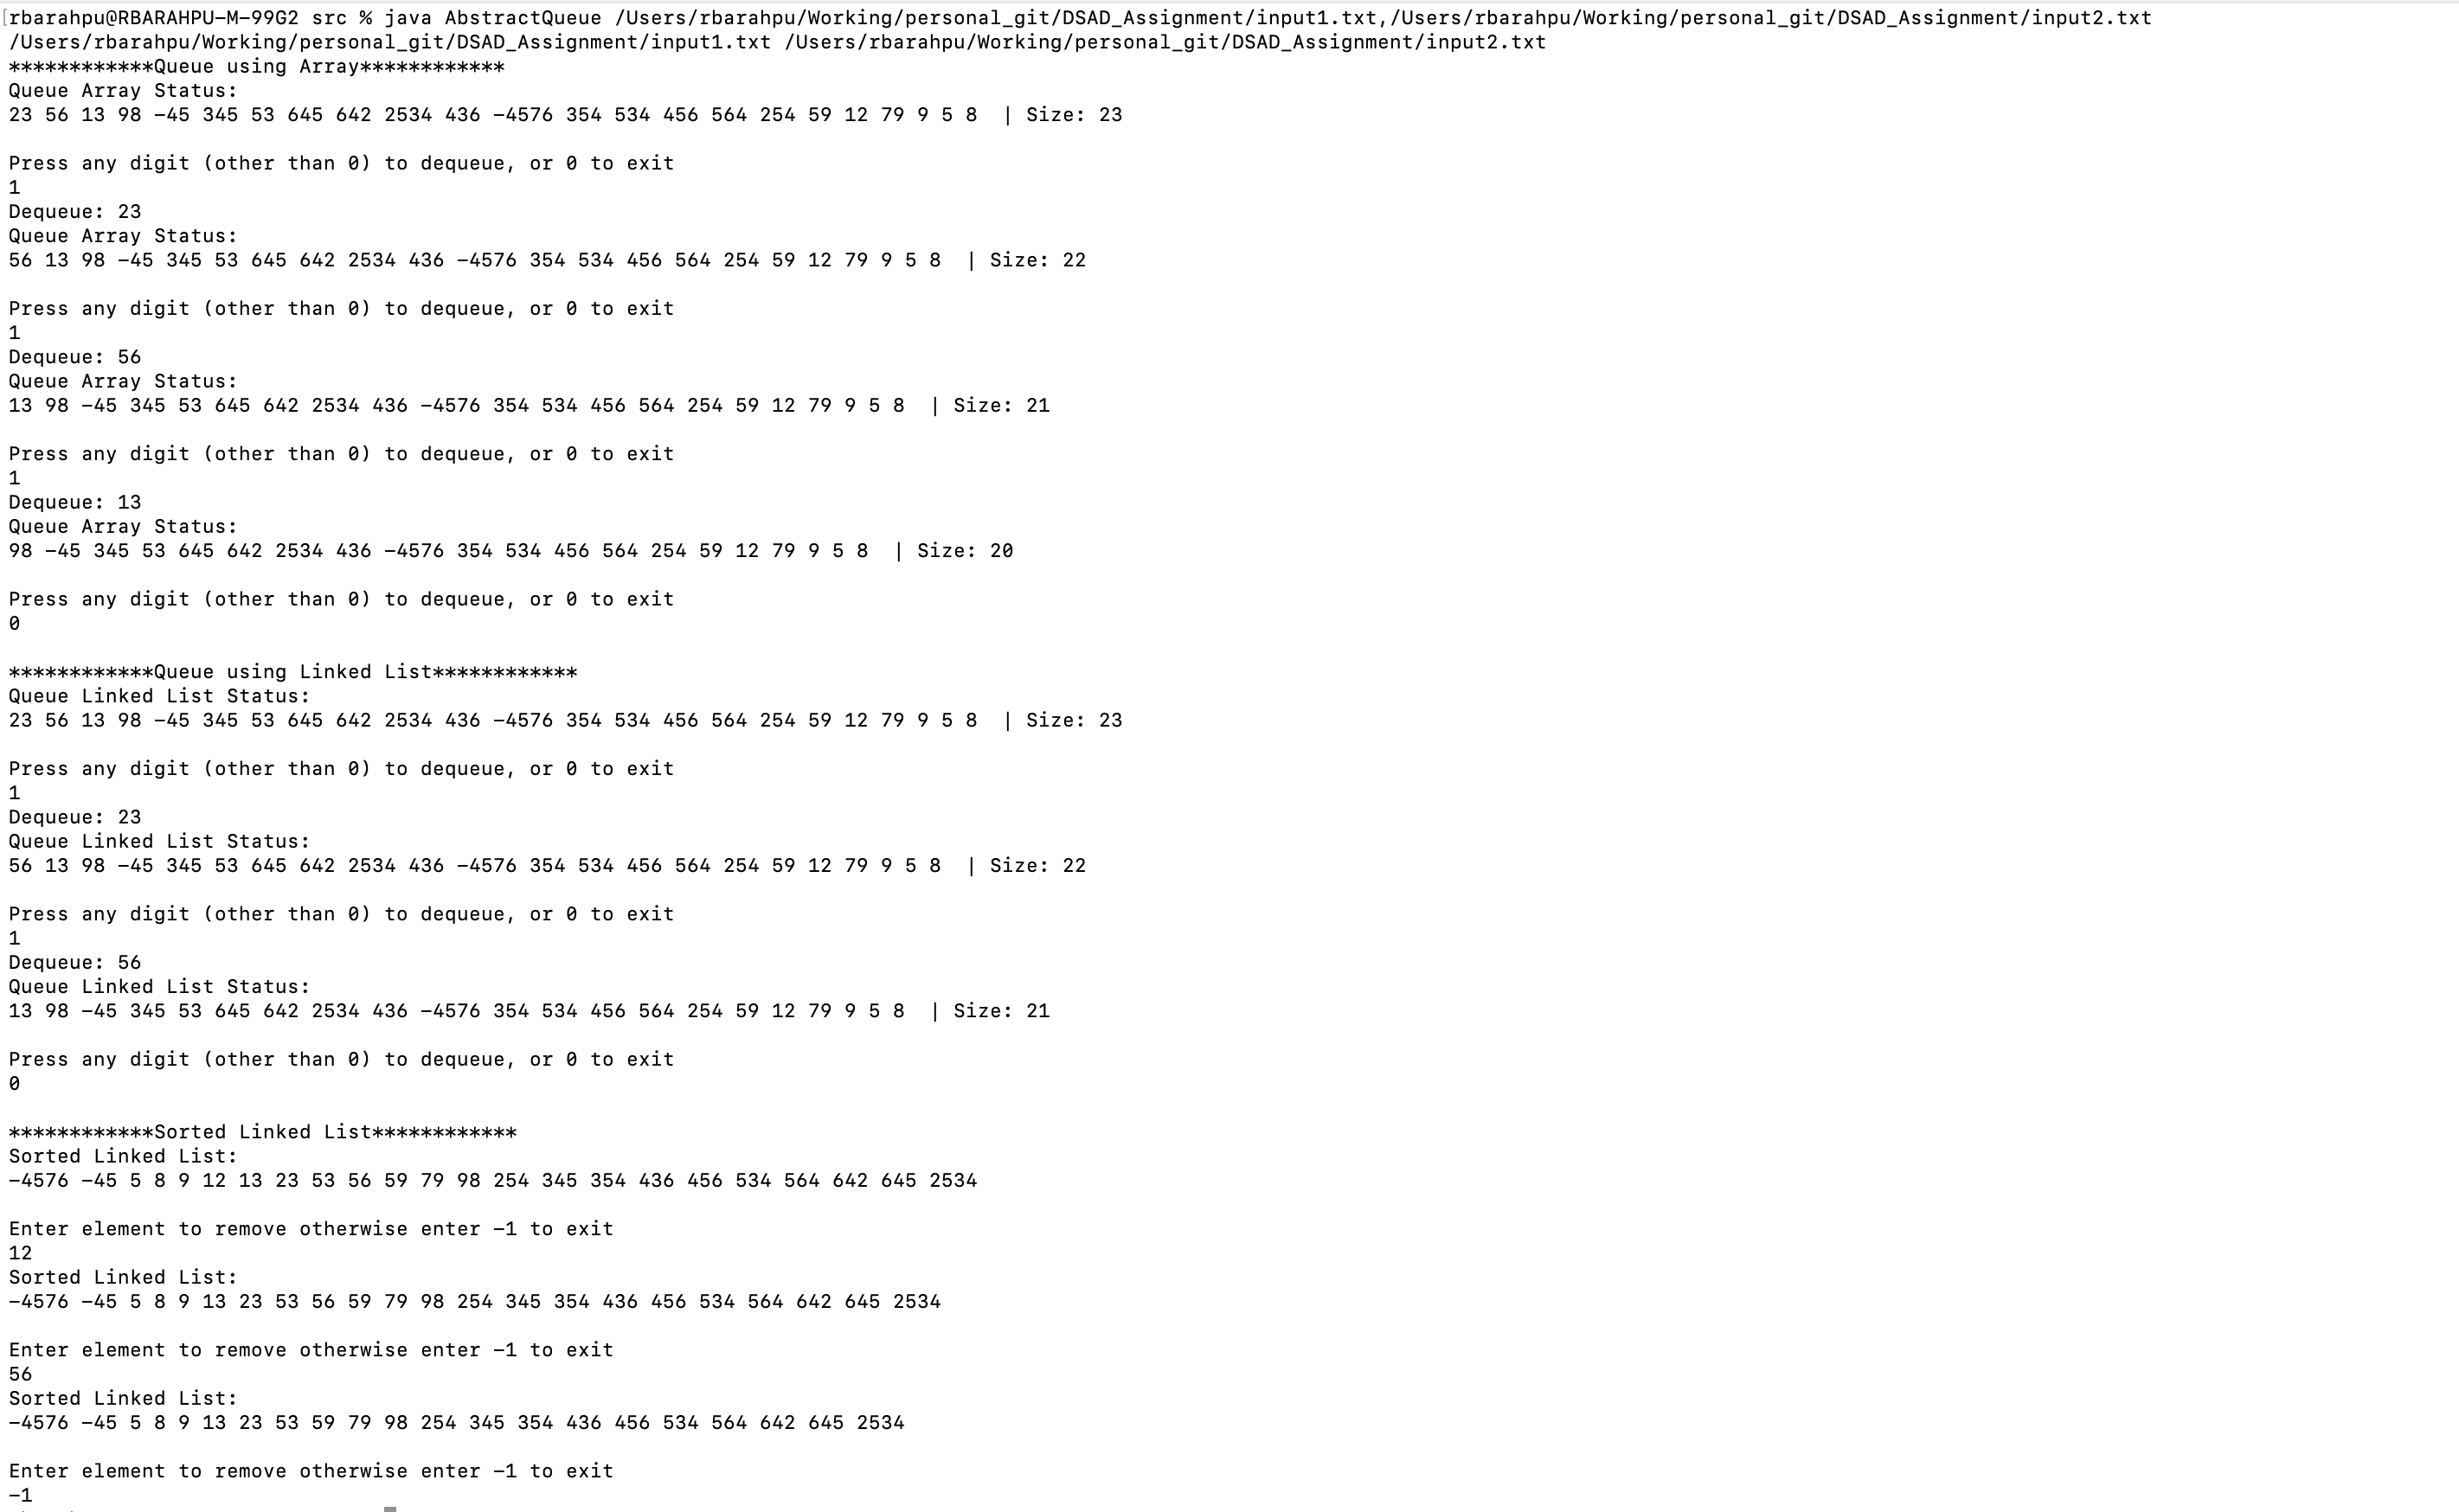 rbarahpu@RBARAHPU-M-99G2 src % java AbstractQueue /Users/rbarahpu/Working/personal_git/DSAD_Assignment/input1.txt,/Users/rbarahpu/Working/personal_git/DSAD_Assignment/input2.txt
/Users/rbarahpu/Working/personal_git/DSAD_Assignment/input1.txt /Users/rbarahpu/Working/personal_git/DSAD_Assignment/input2.txt
************Queue using Array************
Queue Array Status:
23 56 13 98 -45 345 53 645 642 2534 436 -4576 354 534 456 564 254 59 12 79 9 5 8  | Size: 23
Press any digit (other than 0) to dequeue, or 0 to exit
1
Dequeue: 23
Queue Array Status:
56 13 98 -45 345 53 645 642 2534 436 -4576 354 534 456 564 254 59 12 79 9 5 8  | Size: 22
Press any digit (other than 0) to dequeue, or 0 to exit
1
Dequeue: 56
Queue Array Status:
13 98 -45 345 53 645 642 2534 436 -4576 354 534 456 564 254 59 12 79 9 5 8  | Size: 21
Press any digit (other than 0) to dequeue, or 0 to exit
1
Dequeue: 13
Queue Array Status:
98 -45 345 53 645 642 2534 436 -4576 354 534 456 564 254 59 12 79 9 5 8  | Size: 20
Press any digit (other than 0) to dequeue, or 0 to exit
0
************Queue using Linked List************
Queue Linked List Status:
23 56 13 98 -45 345 53 645 642 2534 436 -4576 354 534 456 564 254 59 12 79 9 5 8  | Size: 23
Press any digit (other than 0) to dequeue, or 0 to exit
1
Dequeue: 23
Queue Linked List Status:
56 13 98 -45 345 53 645 642 2534 436 -4576 354 534 456 564 254 59 12 79 9 5 8  | Size: 22
Press any digit (other than 0) to dequeue, or 0 to exit
1
Dequeue: 56
Queue Linked List Status:
13 98 -45 345 53 645 642 2534 436 -4576 354 534 456 564 254 59 12 79 9 5 8  | Size: 21
Press any digit (other than 0) to dequeue, or 0 to exit
0
************Sorted Linked List************
Sorted Linked List:
-4576 -45 5 8 9 12 13 23 53 56 59 79 98 254 345 354 436 456 534 564 642 645 2534
Enter element to remove otherwise enter -1 to exit
12
Sorted Linked List:
-4576 -45 5 8 9 13 23 53 56 59 79 98 254 345 354 436 456 534 564 642 645 2534
Enter element to remove otherwise enter -1 to exit
56
Sorted Linked List:
-4576 -45 5 8 9 13 23 53 59 79 98 254 345 354 436 456 534 564 642 645 2534
Enter element to remove otherwise enter -1 to exit
-1